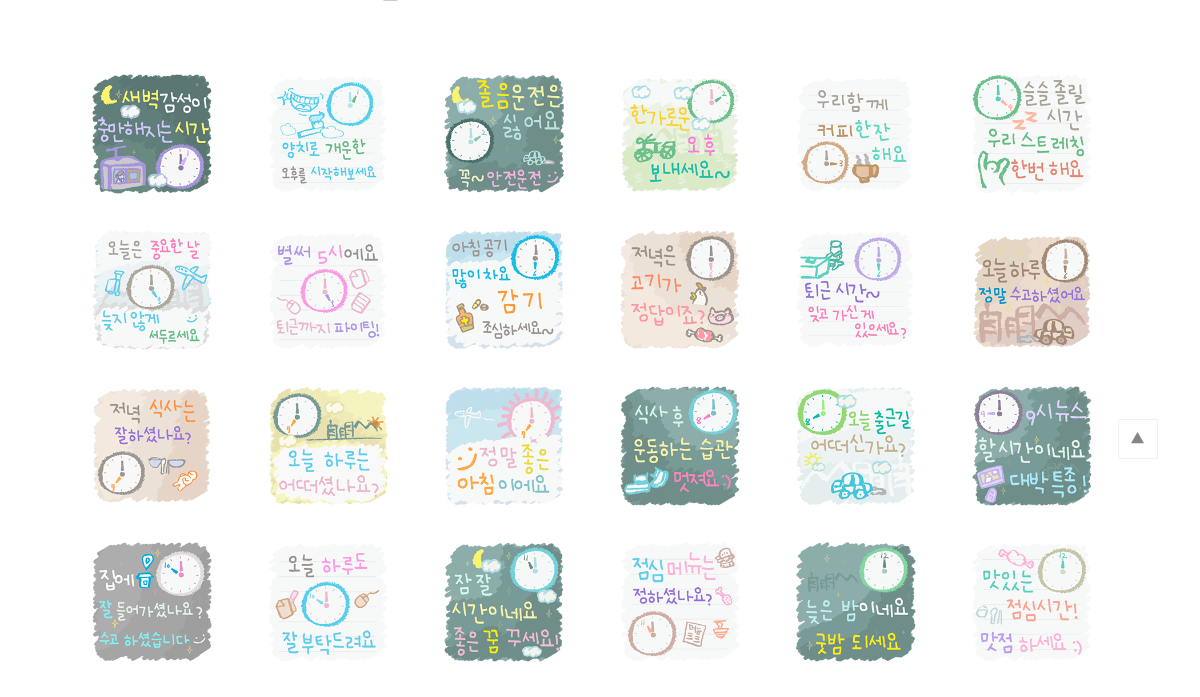 새벽감성이
충만해지는 시간
양치로 개운한
오후를 시작해보세요
졸음운전은
싫어요
꼭~안전운전
한가로운
오후
보내세요~
우리함께
커피한잔
해요
슬슬 졸릴
시간
우리 스트레칭
한번 해요
오늘은 중요한 날
늦지 않게
서두르세요
벌써 5시에요
퇴근까지 파이팅!
아침공기
많이 차요
감기
조심하세요~
저녁은
고기가
정답이죠?
퇴근 시간~
잊고 가신게
있으세요?
오늘 하루
정말 수고하셨어요
저녁 식사는
잘하셨나요?
오늘 하루는
어떠셨나요?
정말 좋은
아침이에요
식사 후
운동하는 습관
멋져요:)
오늘 출근길
어떠신가요?
9시뉴스
할시간이네요
대박 특종!
집에
잘 들어가셨나요?
수고 하셨습니다
오늘 하루도
잘 부탁드려요
잠 잘
시간이네요
좋은 꿈 꾸세요!
점심 메뉴는
정하셨나요?
늦은 밤이네요
굿밤 되세요
맛있는
점심시간!
맛점 하세요 :)